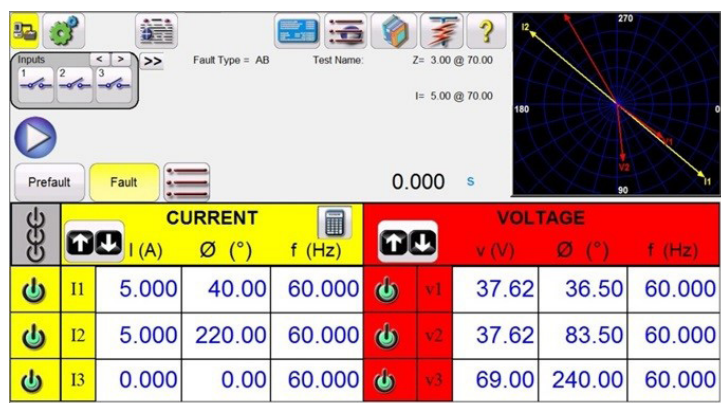 ?
Inputs
< > >>
1 2 3
Fault Type = AB Test Name: Z= 3.00 @ 70.00
I= 5.00 @ 70.00
Prefault Fault
0.000 s
270
I2
180 0
V1
V2
I1
90
CURRENT VOLTAGE
I (A) Ø (°) f (Hz) v (V) Ø (°) f (Hz)
I1 5.000 40.00 60.000 v1 37.62 36.50 60.000
I2 5.000 220.00 60.000 v2 37.62 83.50 60.000
I3 0.000 0.00 60.000 v3 69.00 240.00 60.000